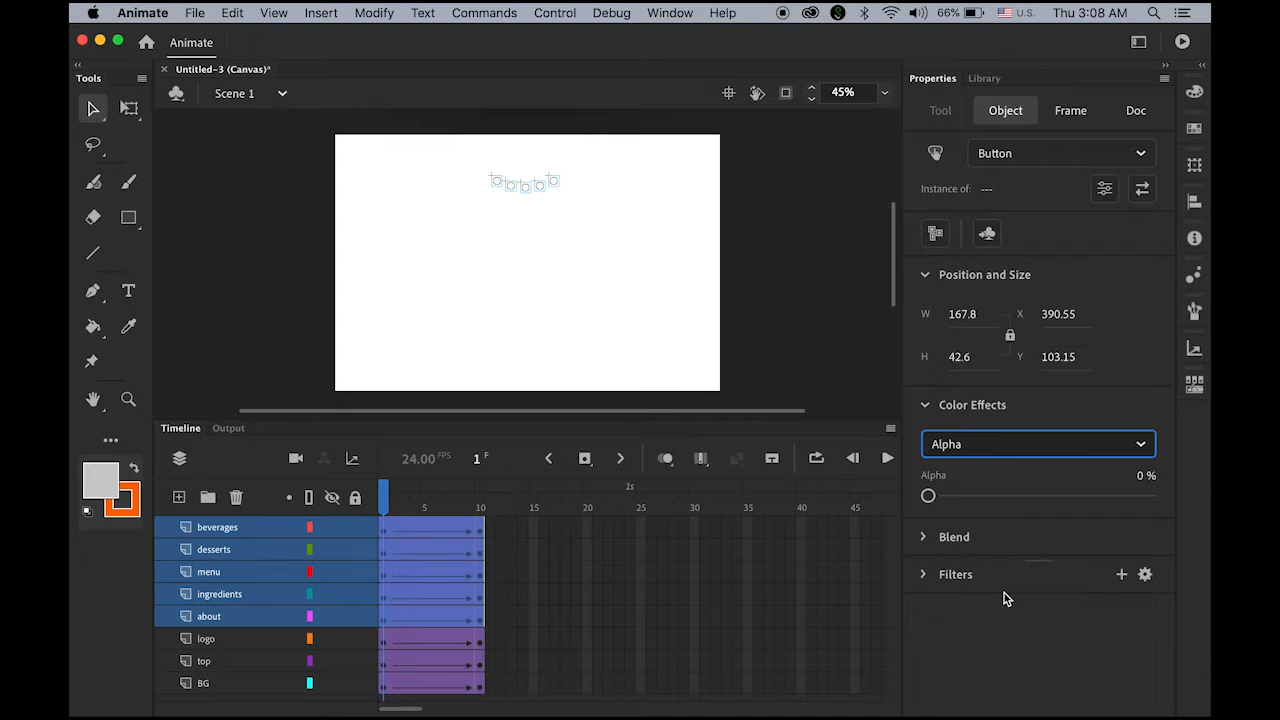 Animate File Edit View Insert Modify Text Commands Control Debug Window Help 66% U.S. Thu 3:08 AM
Animate
Tools
Untitled-3 (Canvas)*
Properties Library
Scene 1 45%
Tool Object Frame Doc
Button
Instance of: ---
Position and Size
W 167.8 X 390.55
H 42.6 Y 103.15
Color Effects
Alpha
Alpha 0 %
Blend
Filters
Timeline Output
24.00 FPS 1 F
1s
5 10 15 20 25 30 35 40 45
beverages
desserts
menu
ingredients
about
logo
top
BG